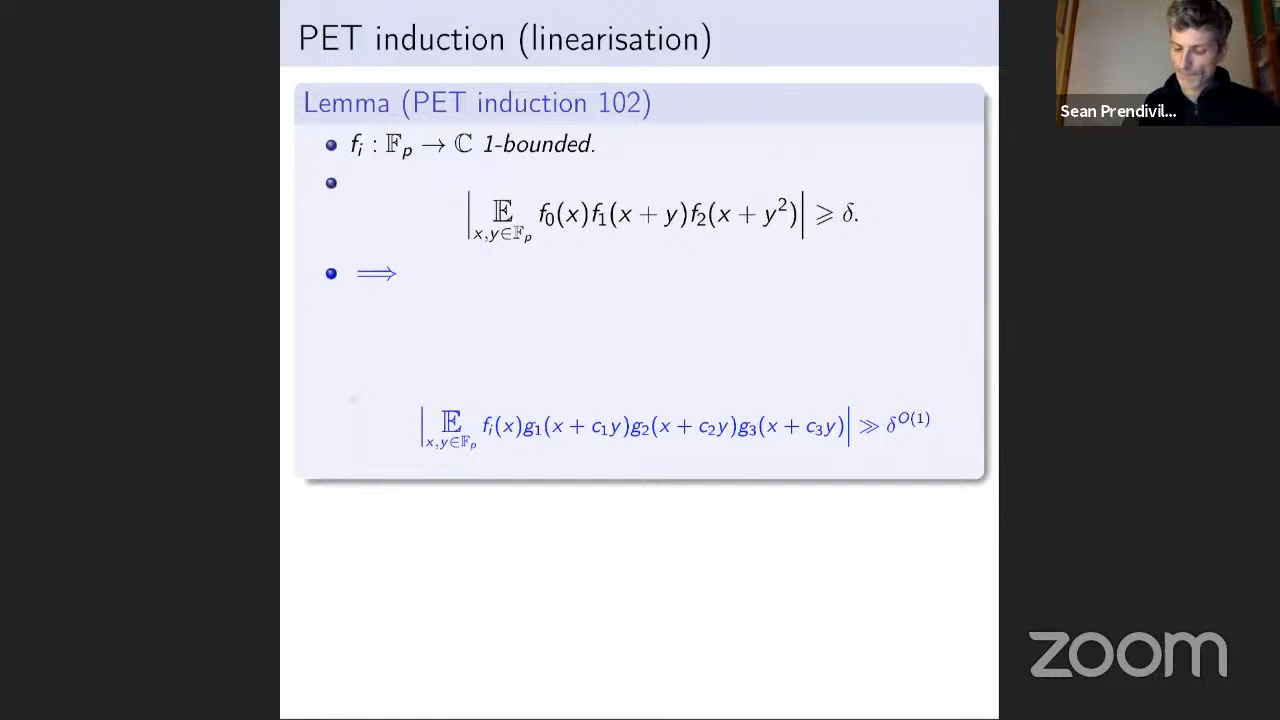 PET induction (linearisation)
Sean Prendivil...
Lemma (PET induction 102)
• f_i : 𝔽_p → ℂ 1-bounded.
• |𝔼_{x,y∈𝔽_p} f_0(x)f_1(x + y)f_2(x + y^2)| ⩾ δ.
• ⟹
|𝔼_{x,y∈𝔽_p} f_i(x)g_1(x + c_1y)g_2(x + c_2y)g_3(x + c_3y)| ≫ δ^{O(1)}
zoom